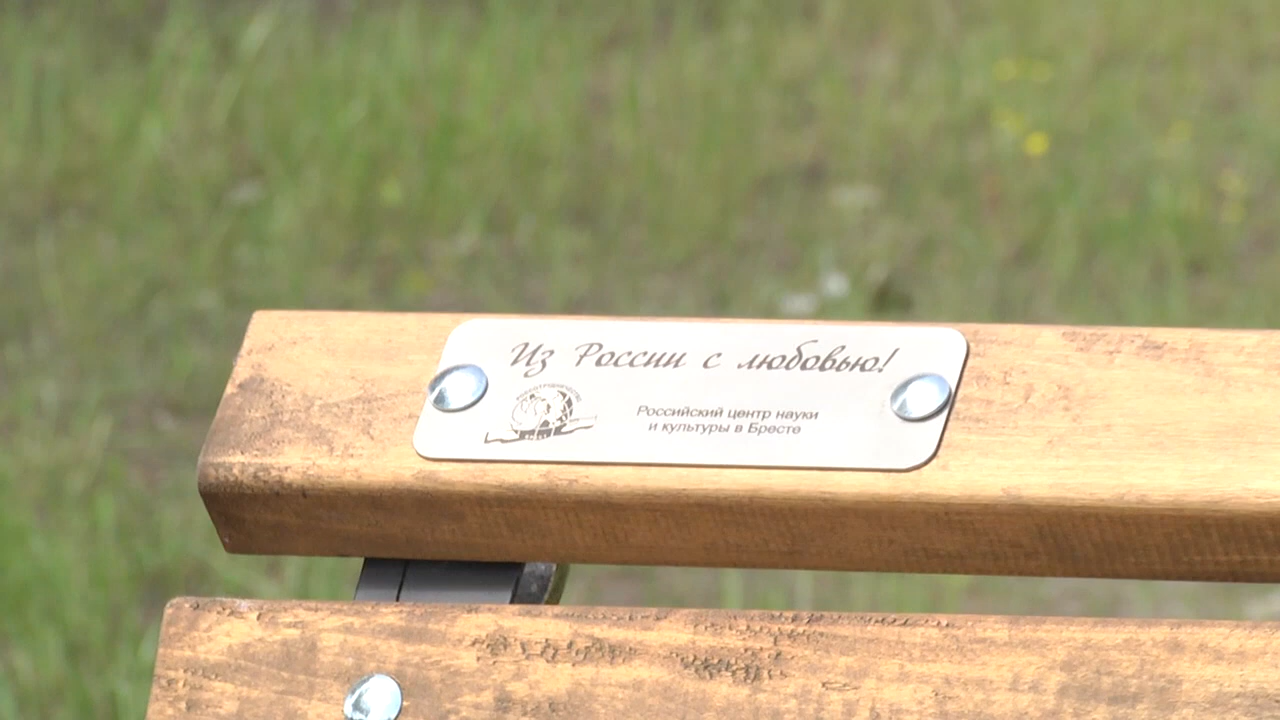 Из России с любовью!
Российский центр науки
и культуры в Бресте